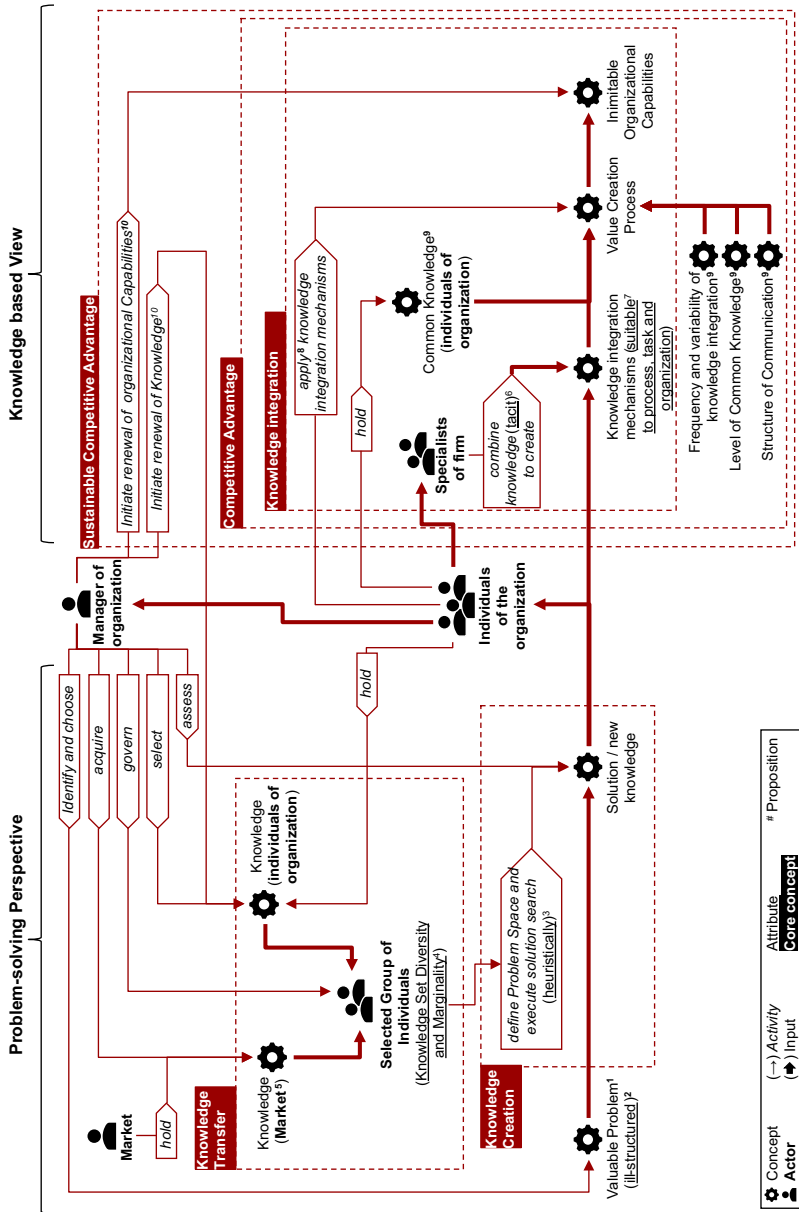 Problem-solving Perspective
Knowledge based View
Market
hold
Identify and choose
acquire
govern
select
assess
Manager of
organization
Initiate renewal of organizational Capabilities¹⁰
Initiate renewal of Knowledge¹⁰
Sustainable Competitive Advantage
Competitive Advantage
Knowledge integration
Knowledge
Transfer
Knowledge
(Market⁵)
Knowledge
(individuals of
organization)
Selected Group of
Individuals
(Knowledge Set Diversity
and Marginality⁴)
hold
Individuals
of the
organization
apply⁸ knowledge
integration mechanisms
hold
Specialists
of firm
Common Knowledge⁹
(individuals of
organization)
combine
knowledge (tacit)⁶
to create
Knowledge
Creation
define Problem Space and
execute solution search
(heuristically)³
Valuable Problem¹
(ill-structured)²
Solution / new
knowledge
Knowledge integration
mechanisms (suitable⁷
to process, task and
organization)
Value Creation
Process
Inimitable
Organizational
Capabilities
Frequency and variability of
knowledge integration⁹
Level of Common Knowledge⁹
Structure of Communication⁹
Concept
Actor
(→) Activity
(➡) Input
Attribute
Core concept
# Proposition